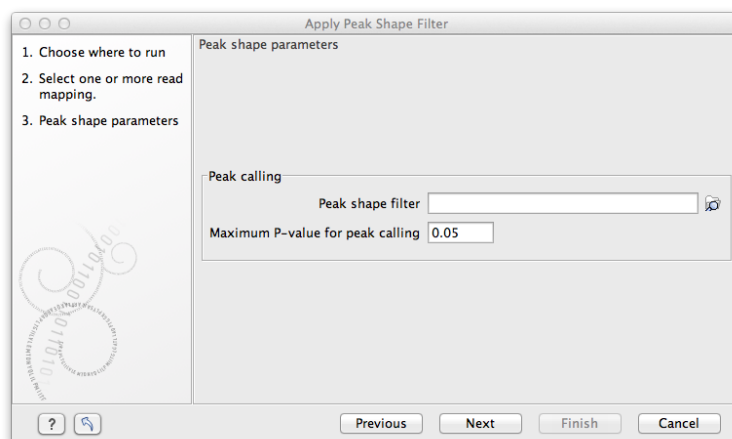 Apply Peak Shape Filter
1. Choose where to run
2. Select one or more read
mapping.
3. Peak shape parameters
Peak shape parameters
Peak calling
Peak shape filter
Maximum P-value for peak calling 0.05
?
Previous
Next
Finish
Cancel